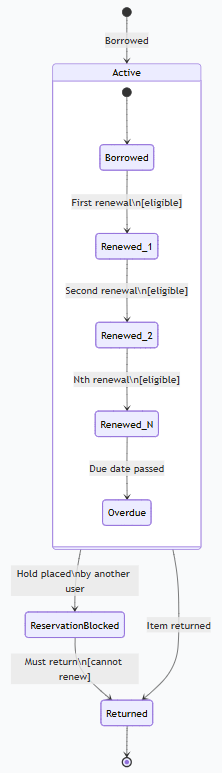 Borrowed
Active
Borrowed
First renewal\n[eligible]
Renewed_1
Second renewal\n[eligible]
Renewed_2
Nth renewal\n[eligible]
Renewed_N
Due date passed
Overdue
Hold placed\nby another
user
ReservationBlocked
Item returned
Must return\n[cannot
renew]
Returned